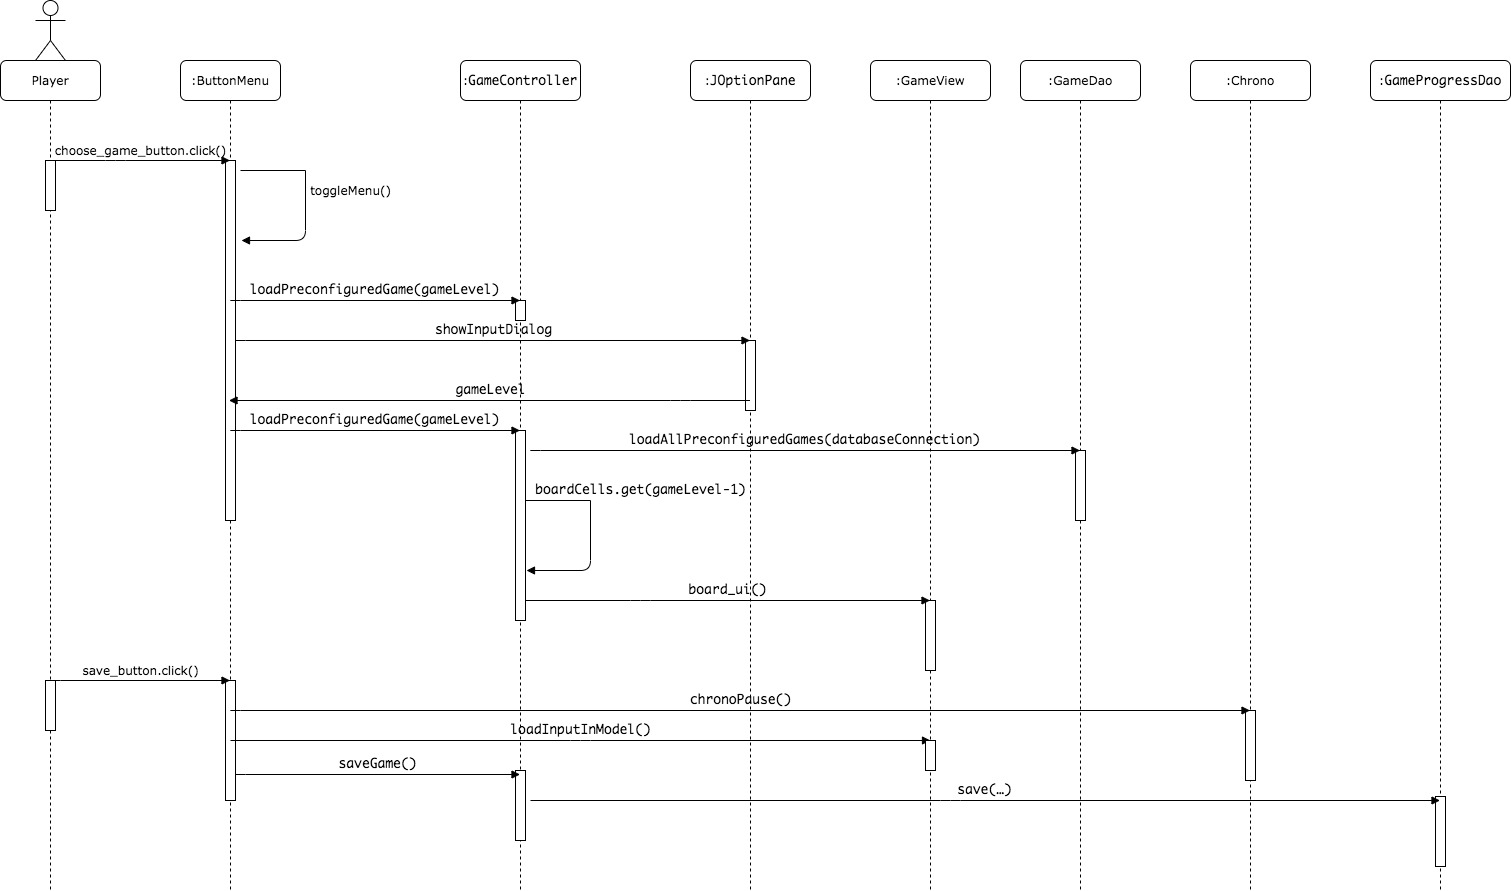 Player
:ButtonMenu
:GameController
:JOptionPane
:GameView
:GameDao
:Chrono
:GameProgressDao
choose_game_button.click()
toggleMenu()
loadPreconfiguredGame(gameLevel)
showInputDialog
gameLevel
loadPreconfiguredGame(gameLevel)
loadAllPreconfiguredGames(databaseConnection)
boardCells.get(gameLevel-1)
board_ui()
save_button.click()
chronoPause()
loadInputInModel()
saveGame()
save(…)